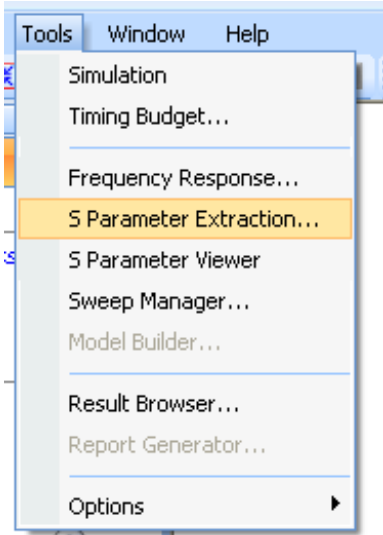 Tools Window Help
Simulation
Timing Budget...
Frequency Response...
S Parameter Extraction...
S Parameter Viewer
Sweep Manager...
Model Builder...
Result Browser...
Report Generator...
Options